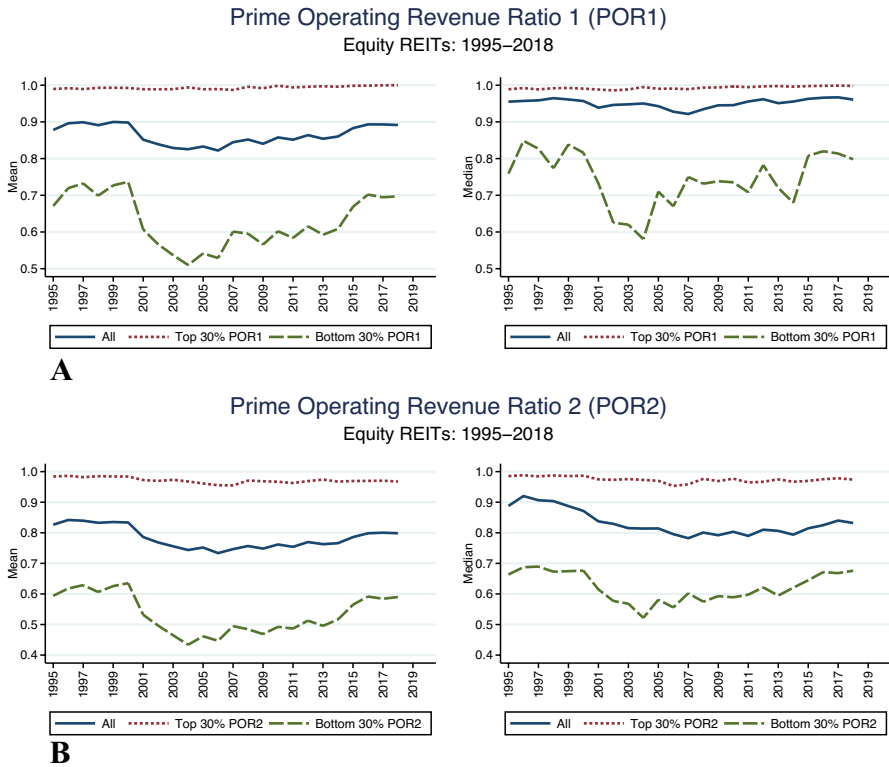 Prime Operating Revenue Ratio 1 (POR1)
Equity REITs: 1995–2018
Mean
1.0
0.9
0.8
0.7
0.6
0.5
1995 1997 1999 2001 2003 2005 2007 2009 2011 2013 2015 2017 2019
All Top 30% POR1 Bottom 30% POR1
Median
1.0
0.9
0.8
0.7
0.6
0.5
1995 1997 1999 2001 2003 2005 2007 2009 2011 2013 2015 2017 2019
All Top 30% POR1 Bottom 30% POR1
A
Prime Operating Revenue Ratio 2 (POR2)
Equity REITs: 1995–2018
Mean
1.0
0.9
0.8
0.7
0.6
0.5
0.4
1995 1997 1999 2001 2003 2005 2007 2009 2011 2013 2015 2017 2019
All Top 30% POR2 Bottom 30% POR2
Median
1.0
0.9
0.8
0.7
0.6
0.5
0.4
1995 1997 1999 2001 2003 2005 2007 2009 2011 2013 2015 2017 2019
All Top 30% POR2 Bottom 30% POR2
B